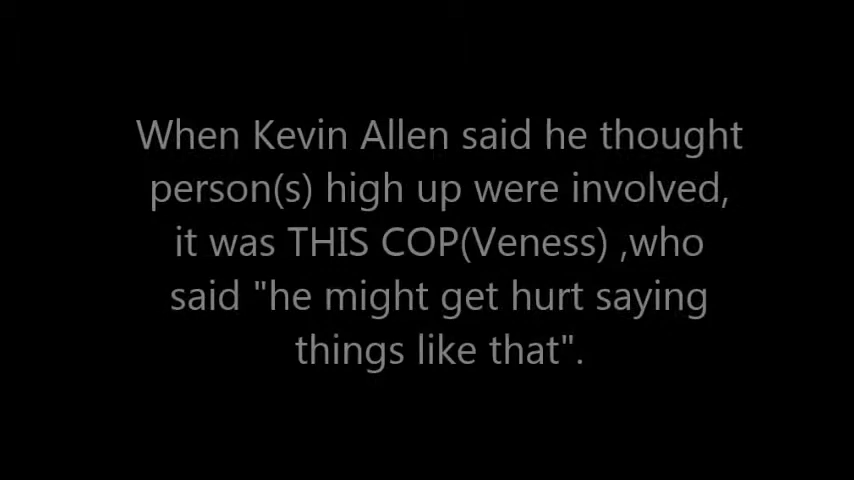 When Kevin Allen said he thought
person(s) high up were involved,
it was THIS COP(Veness) ,who
said "he might get hurt saying
things like that".